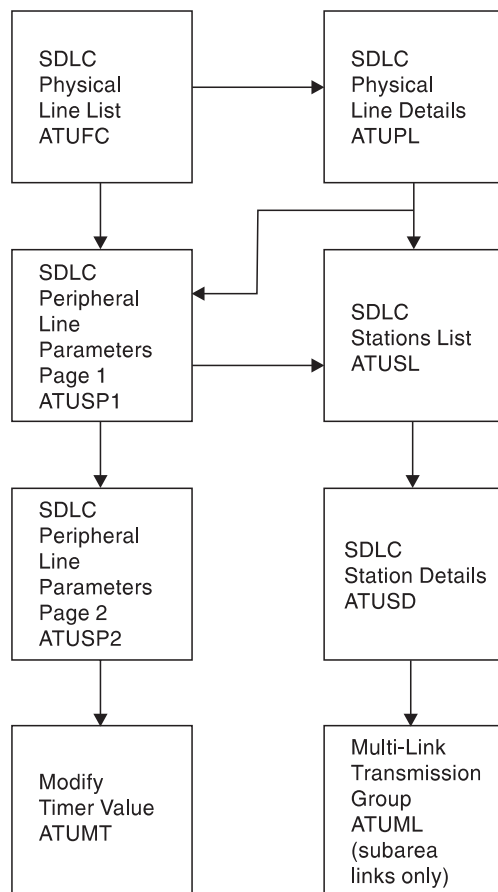 SDLC
Physical
Line List
ATUFC
SDLC
Physical
Line Details
ATUPL
SDLC
Peripheral
Line
Parameters
Page 1
ATUSP1
SDLC
Stations List
ATUSL
SDLC
Peripheral
Line
Parameters
Page 2
ATUSP2
SDLC
Station Details
ATUSD
Modify
Timer Value
ATUMT
Multi-Link
Transmission
Group
ATUML
(subarea
links only)